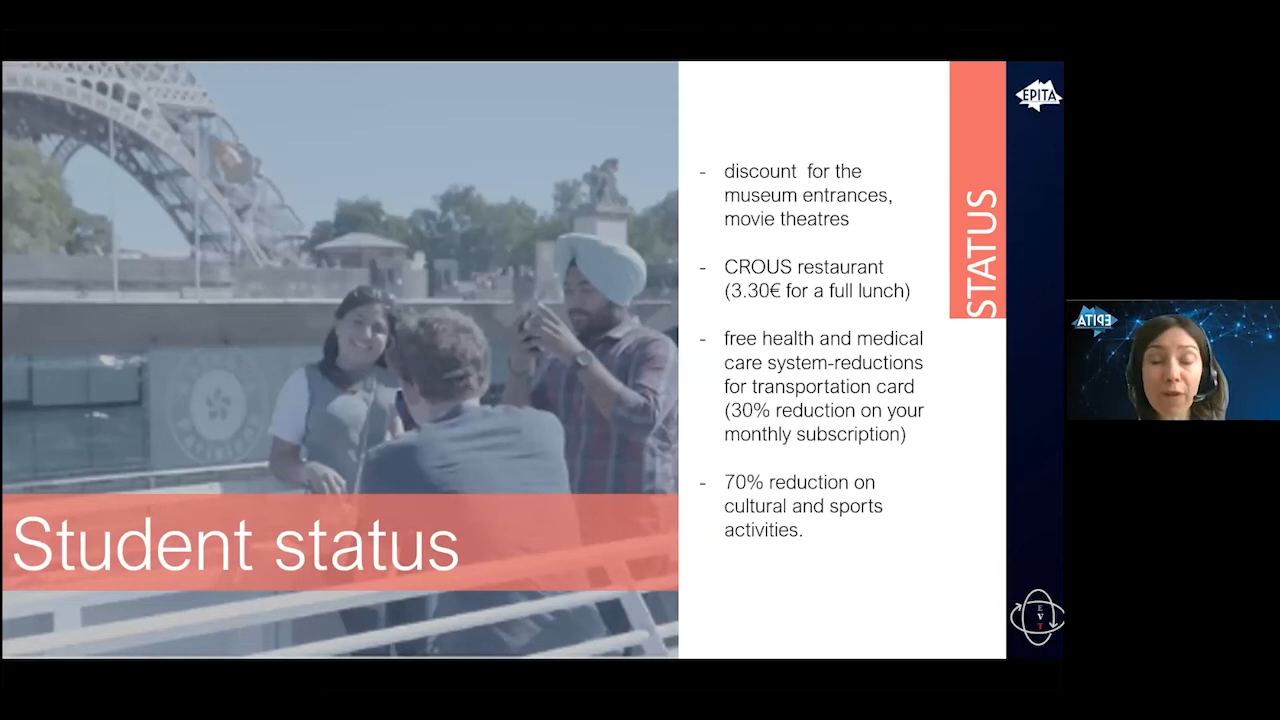 Student status
- discount for the
museum entrances,
movie theatres
- CROUS restaurant
(3.30€ for a full lunch)
- free health and medical
care system-reductions
for transportation card
(30% reduction on your
monthly subscription)
- 70% reduction on
cultural and sports
activities.
STATUS
EPITA
EPITA
E
V
T